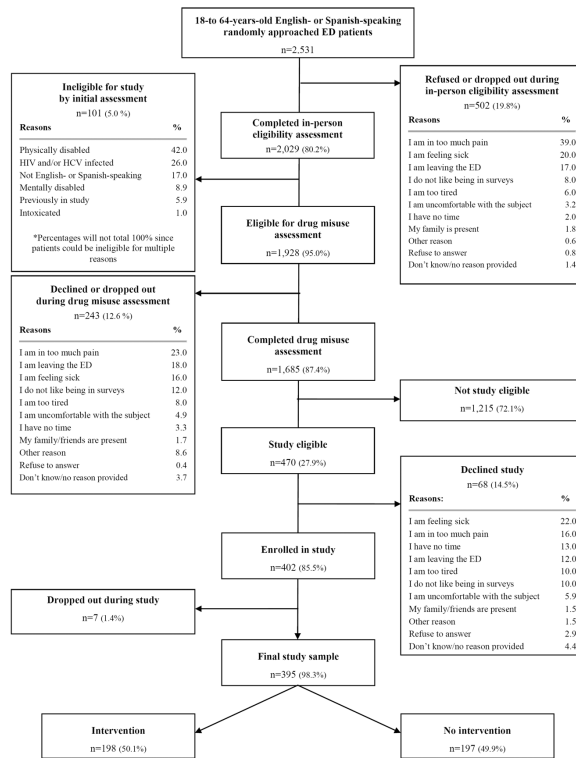 18-to 64-years-old English- or Spanish-speaking
randomly approached ED patients
n=2,531
Ineligible for study
by initial assessment
n=101 (5.0 %)
Reasons %
Physically disabled 42.0
HIV and/or HCV infected 26.0
Not English- or Spanish-speaking 17.0
Mentally disabled 8.9
Previously in study 5.9
Intoxicated 1.0
*Percentages will not total 100% since
patients could be ineligible for multiple
reasons
Refused or dropped out during
in-person eligibility assessment
n=502 (19.8%)
Reasons %
I am in too much pain 39.0
I am feeling sick 20.0
I am leaving the ED 17.0
I do not like being in surveys 8.0
I am too tired 6.0
I am uncomfortable with the subject 3.2
I have no time 2.0
My family is present 1.8
Other reason 0.6
Refuse to answer 0.8
Don't know/no reason provided 1.4
Completed in-person
eligibility assessment
n=2,029 (80.2%)
Eligible for drug misuse
assessment
n=1,928 (95.0%)
Declined or dropped out
during drug misuse assessment
n=243 (12.6 %)
Reasons %
I am in too much pain 23.0
I am leaving the ED 18.0
I am feeling sick 16.0
I do not like being in surveys 12.0
I am too tired 8.0
I am uncomfortable with the subject 4.9
I have no time 3.3
My family/friends are present 1.7
Other reason 8.6
Refuse to answer 0.4
Don't know/no reason provided 3.7
Completed drug misuse
assessment
n=1,685 (87.4%)
Not study eligible
n=1,215 (72.1%)
Study eligible
n=470 (27.9%)
Declined study
n=68 (14.5%)
Reasons: %
I am feeling sick 22.0
I am in too much pain 16.0
I have no time 13.0
I am leaving the ED 12.0
I am too tired 10.0
I do not like being in surveys 10.0
I am uncomfortable with the subject 5.9
My family/friends are present 1.5
Other reason 1.5
Refuse to answer 2.9
Don't know/no reason provided 4.4
Enrolled in study
n=402 (85.5%)
Dropped out during study
n=7 (1.4%)
Final study sample
n=395 (98.3%)
Intervention
n=198 (50.1%)
No intervention
n=197 (49.9%)